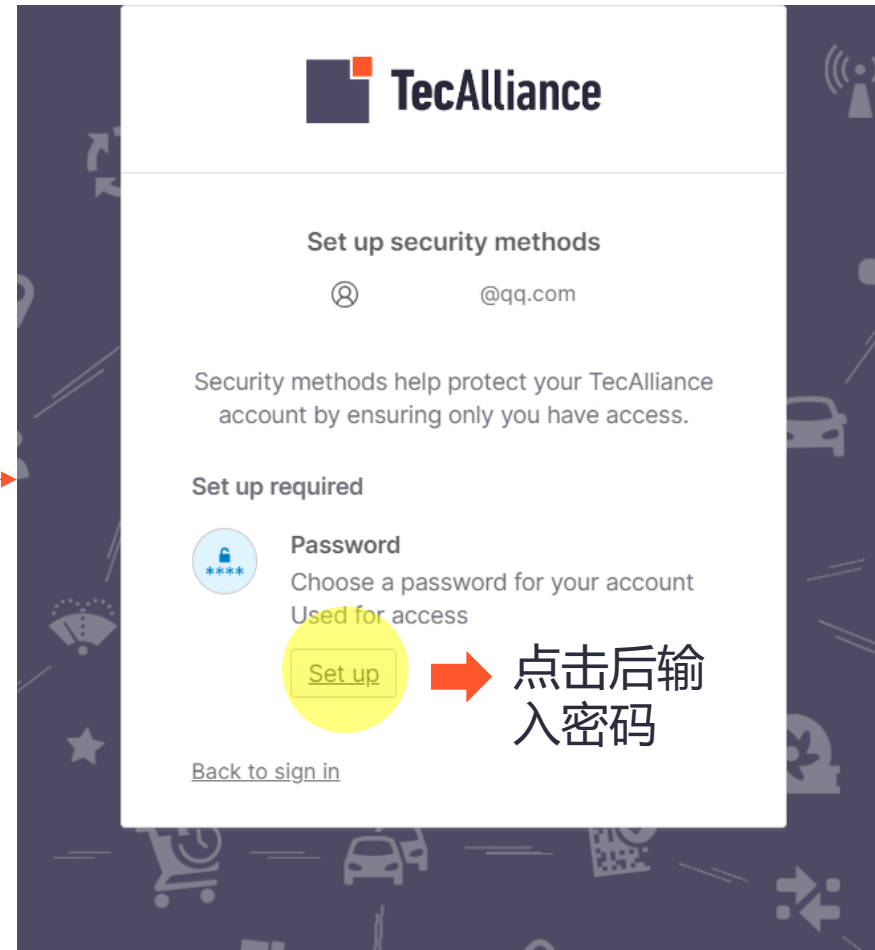 TecAlliance
Set up security methods
@qq.com
Security methods help protect your TecAlliance
account by ensuring only you have access.
Set up required
****
Password
Choose a password for your account
Used for access
Set up
点击后输
入密码
Back to sign in